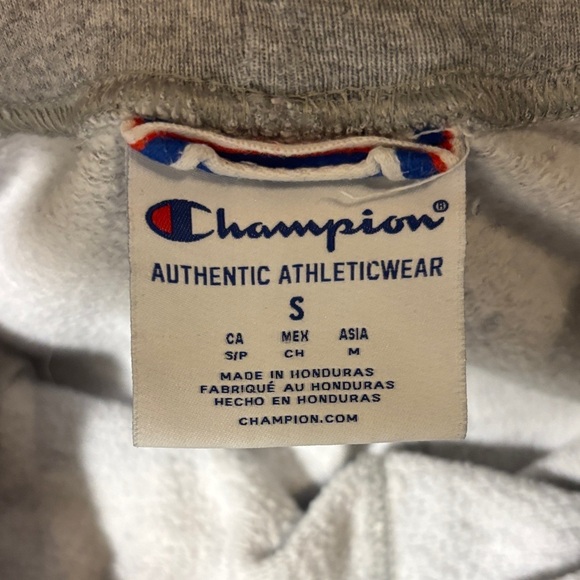 Champion®
AUTHENTIC ATHLETICWEAR
S
CA MEX ASIA
S/P CH M
MADE IN HONDURAS
FABRIQUÉ AU HONDURAS
HECHO EN HONDURAS
CHAMPION.COM